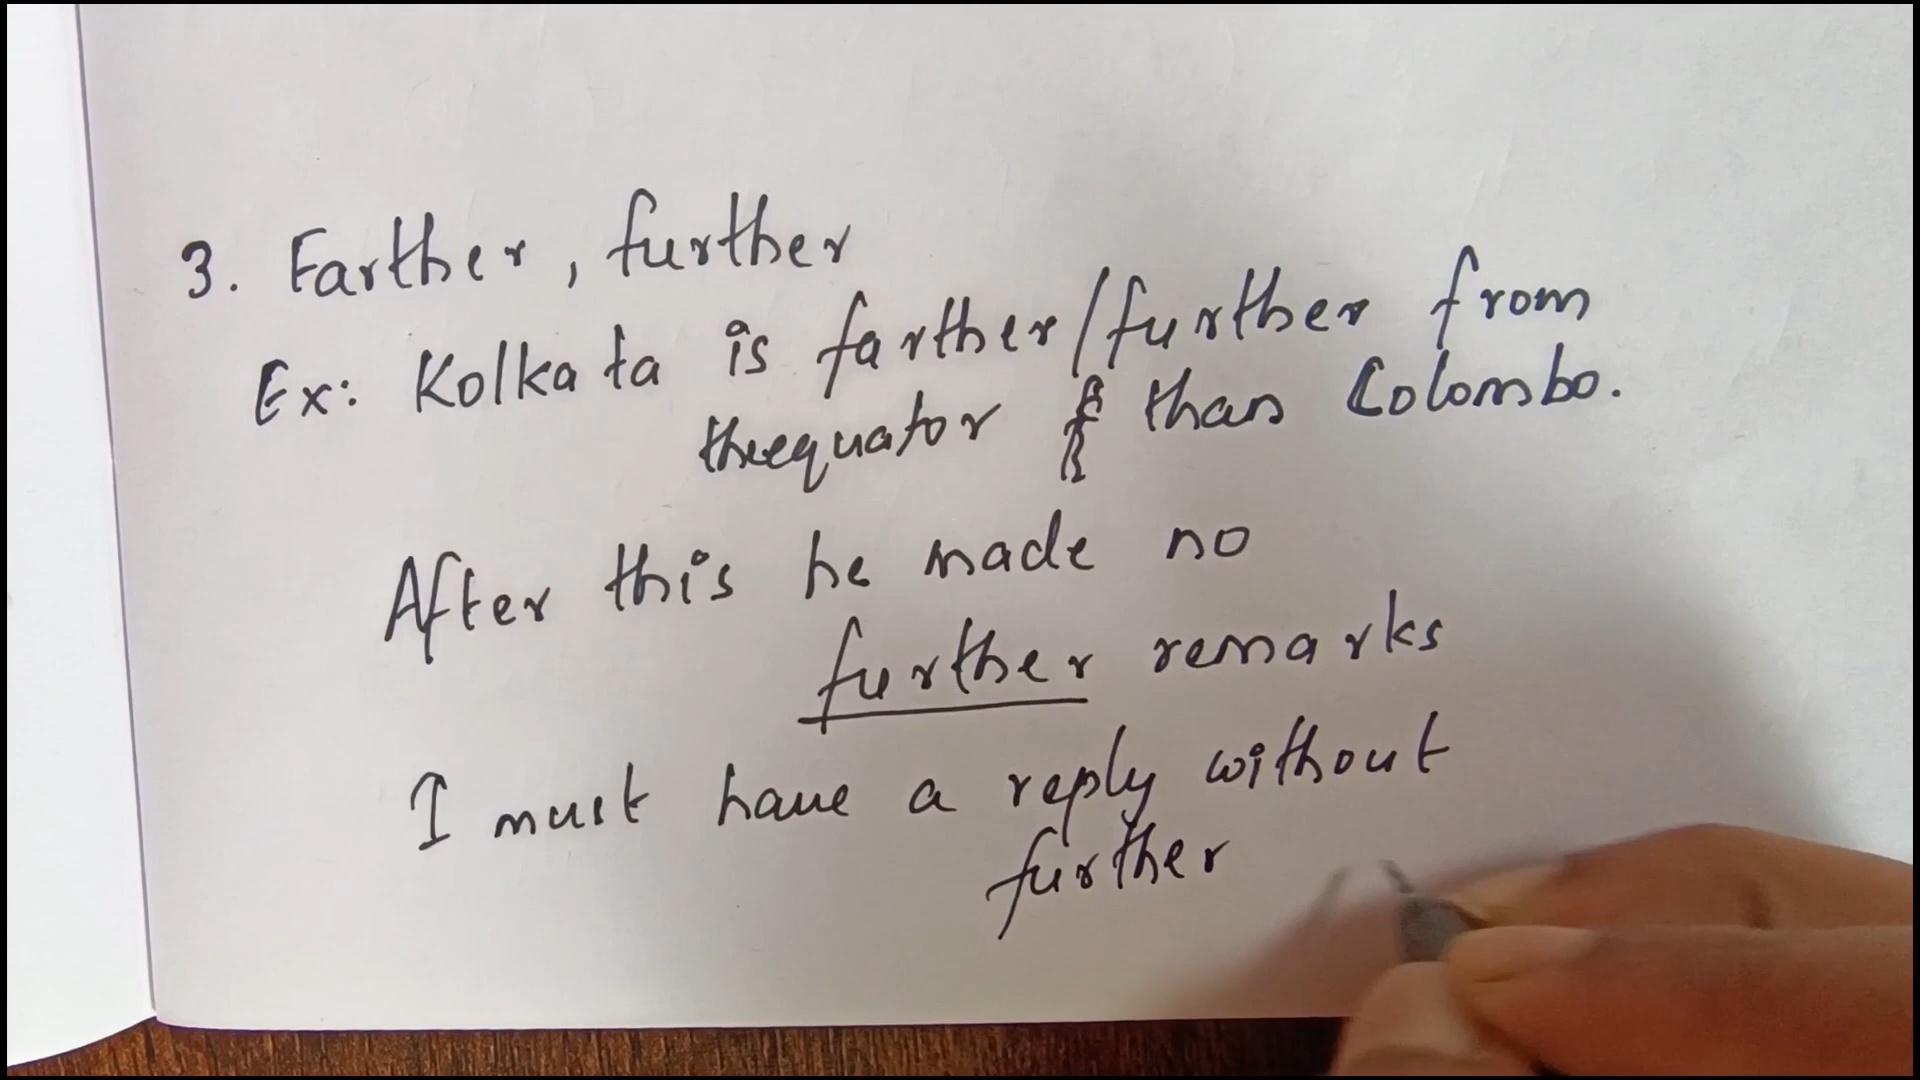 3. Farther, further
Ex: Kolkata is farther/further from
theequator than Colombo.
After this he made no
further remarks
I must have a reply without
further